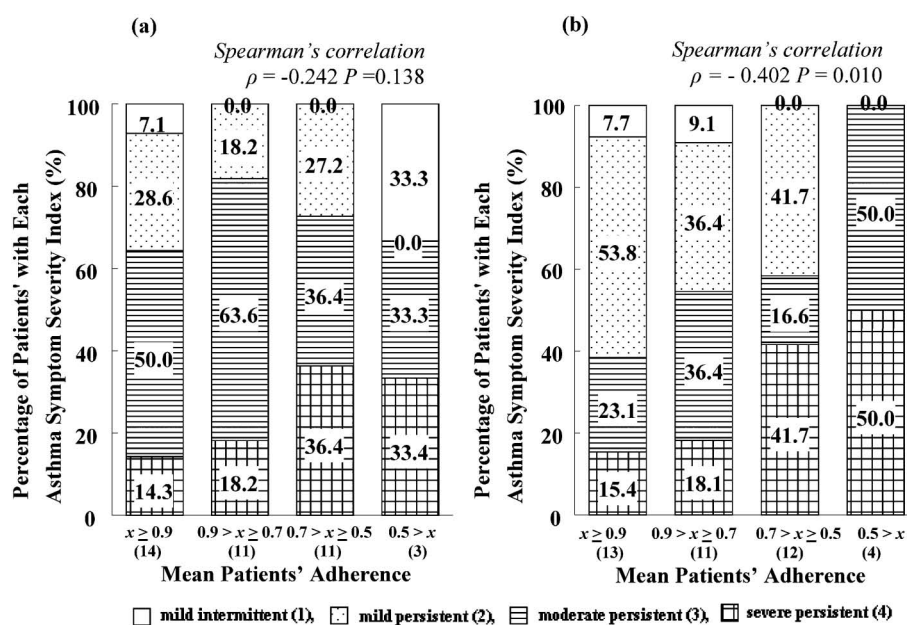 (a)
Spearman's correlation
ρ = -0.242 P =0.138
Percentage of Patients' with Each
Asthma Symptom Severity Index (%)
100
80
60
40
20
0
7.1
28.6
50.0
14.3
0.0
18.2
63.6
18.2
0.0
27.2
36.4
36.4
33.3
0.0
33.3
33.4
x ≥ 0.9 0.9 > x ≥ 0.7 0.7 > x ≥ 0.5 0.5 > x
(14) (11) (11) (3)
Mean Patients' Adherence
(b)
Spearman's correlation
ρ = - 0.402 P = 0.010
Percentage of Patients' with Each
Asthma Symptom Severity Index (%)
100
80
60
40
20
0
7.7
53.8
23.1
15.4
9.1
36.4
36.4
18.1
0.0
41.7
16.6
41.7
0.0
50.0
50.0
x ≥ 0.9 0.9 > x ≥ 0.7 0.7 > x ≥ 0.5 0.5 > x
(13) (11) (12) (4)
Mean Patients' Adherence
mild intermittent (1), mild persistent (2), moderate persistent (3), severe persistent (4)